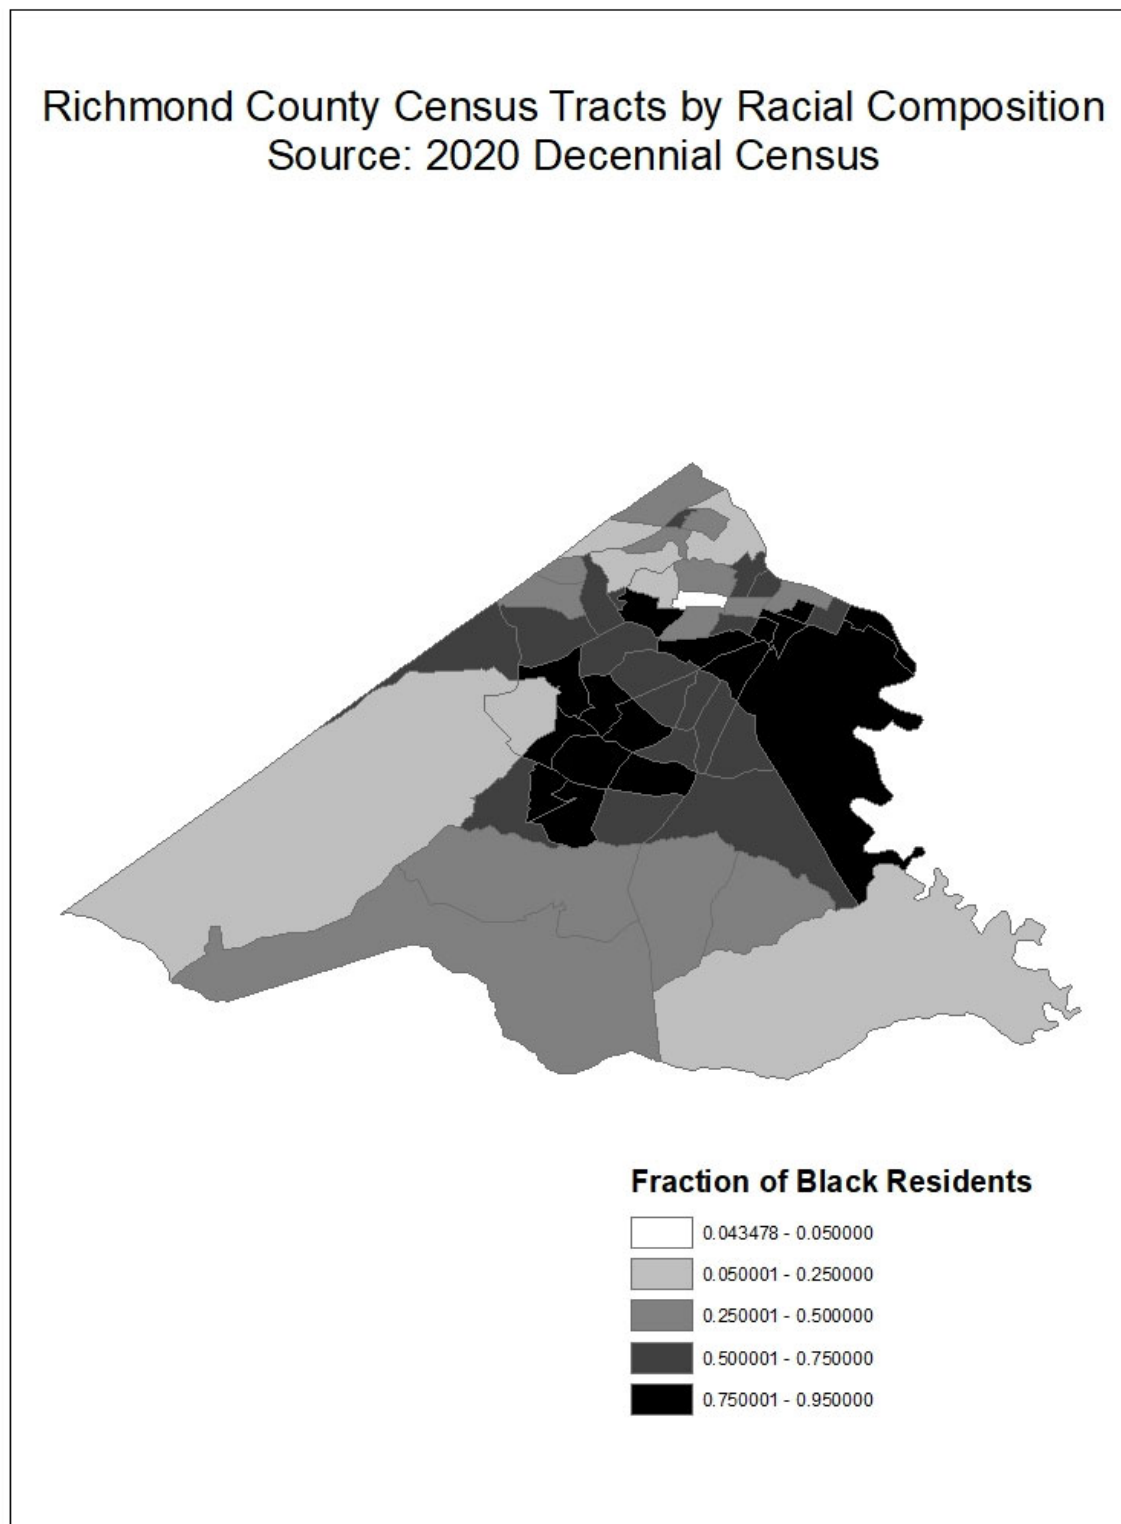 Richmond County Census Tracts by Racial Composition
Source: 2020 Decennial Census
Fraction of Black Residents
0.043478 - 0.050000
0.050001 - 0.250000
0.250001 - 0.500000
0.500001 - 0.750000
0.750001 - 0.950000